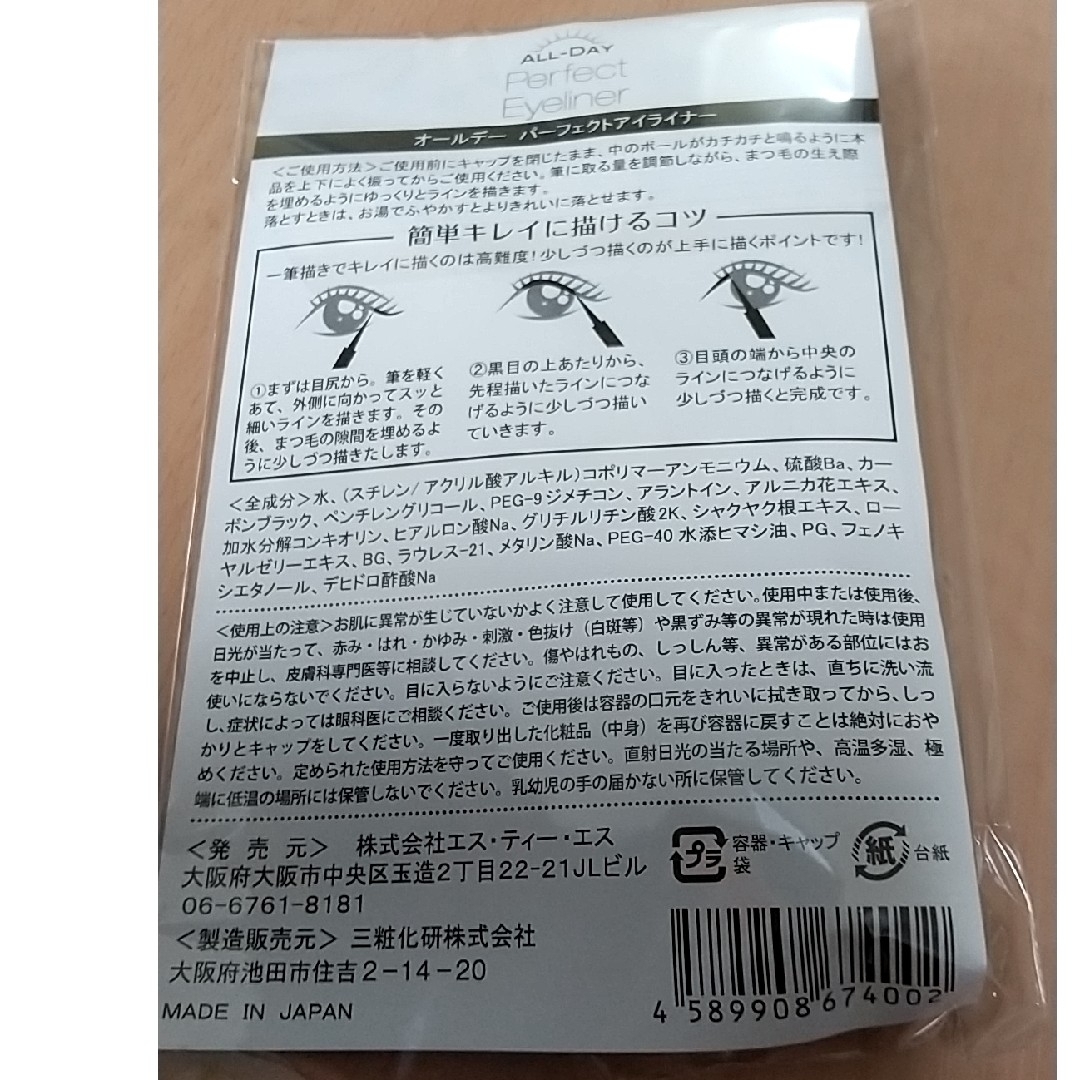 ALL-DAY
Perfect
Eyeliner
オールデー パーフェクトアイライナー
＜ご使用方法＞ご使用前にキャップを閉じたまま、中のボールがカチカチと鳴るように本
品を上下によく振ってからご使用ください。筆に取る量を調節しながら、まつ毛の生え際
を埋めるようにゆっくりとラインを描きます。
落とすときは、お湯でふやかすとよりきれいに落とせます。
簡単キレイに描けるコツ
一筆描きでキレイに描くのは高難度！少しづつ描くのが上手に描くポイントです！
①まずは目尻から。筆を軽く
あて、外側に向かってスッと
細いラインを描きます。その
後、まつ毛の隙間を埋めるよ
うに少しづつ描きたします。
②黒目の上あたりから、
先程描いたラインにつな
げるように少しづつ描い
ていきます。
③目頭の端から中央の
ラインにつなげるように
少しづつ描くと完成です。
＜全成分＞水、（スチレン/アクリル酸アルキル）コポリマーアンモニウム、硫酸Ba、カー
ボンブラック、ペンチレングリコール、PEG-9ジメチコン、アラントイン、アルニカ花エキス、
加水分解コンキオリン、ヒアルロン酸Na、グリチルリチン酸2K、シャクヤク根エキス、ロー
ヤルゼリーエキス、BG、ラウレス-21、メタリン酸Na、PEG-40水添ヒマシ油、PG、フェノキ
シエタノール、デヒドロ酢酸Na
＜使用上の注意＞お肌に異常が生じていないかよく注意して使用してください。使用中または使用後、
日光が当たって、赤み・はれ・かゆみ・刺激・色抜け（白斑等）や黒ずみ等の異常が現れた時は使用
を中止し、皮膚科専門医等に相談してください。傷やはれもの、しっしん等、異常がある部位にはお
使いにならないでください。目に入らないようにご注意ください。目に入ったときは、直ちに洗い流
し、症状によっては眼科医にご相談ください。ご使用後は容器の口元をきれいに拭き取ってから、しっ
かりとキャップをしてください。一度取り出した化粧品（中身）を再び容器に戻すことは絶対におや
めください。定められた使用方法を守ってご使用ください。直射日光の当たる場所や、高温多湿、極
端に低温の場所には保管しないでください。乳幼児の手の届かない所に保管してください。
＜発売元＞ 株式会社エス・ティー・エス
大阪府大阪市中央区玉造2丁目22-21JLビル
06-6761-8181
＜製造販売元＞三粧化研株式会社
大阪府池田市住吉2-14-20
MADE IN JAPAN
プラ
容器・キャップ
袋
紙
台紙
4 589908 674002